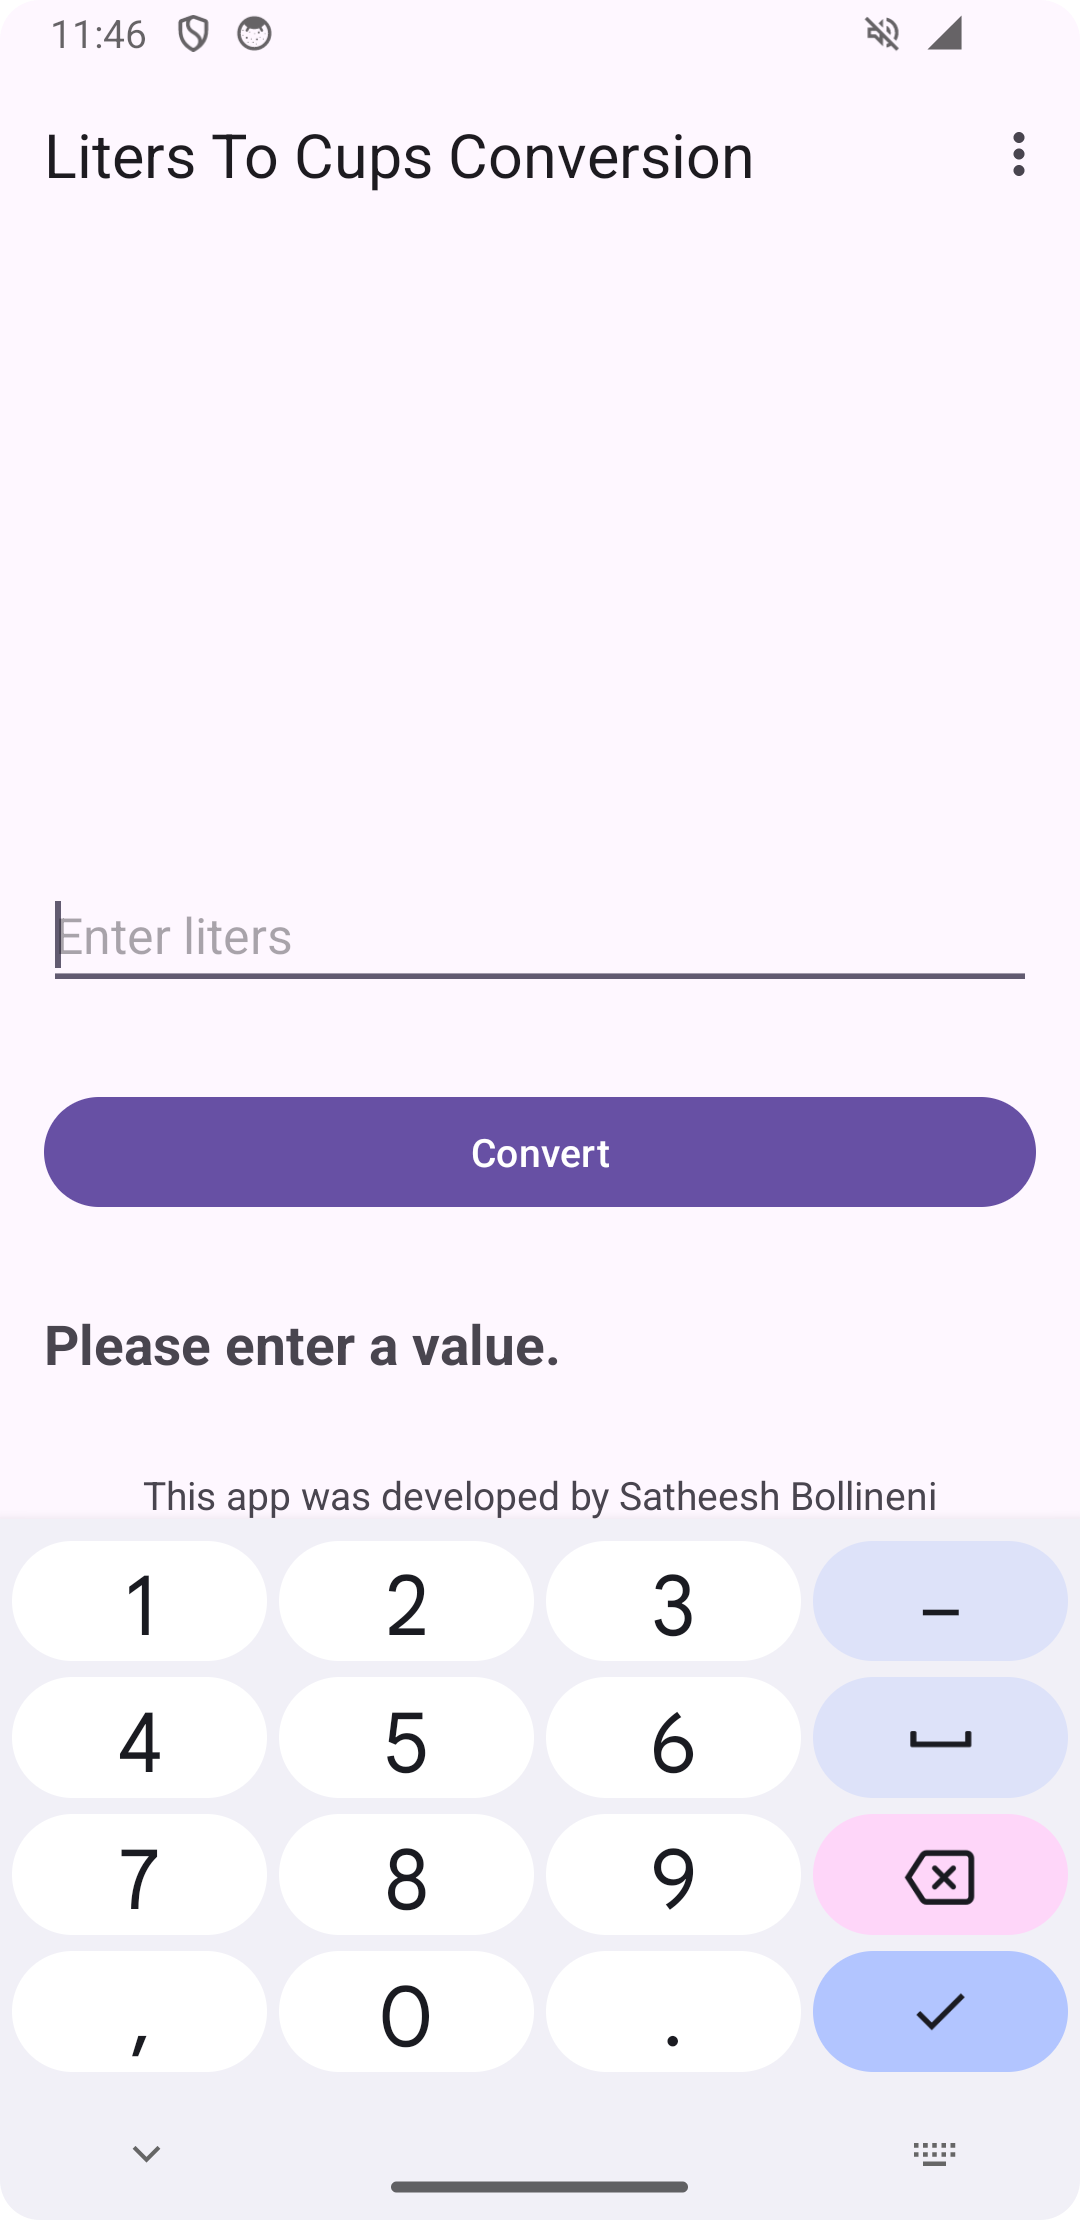 11:46
Liters To Cups Conversion
Enter liters
Convert
Please enter a value.
This app was developed by Satheesh Bollineni
1 2 3 –
4 5 6
7 8 9
, 0 .